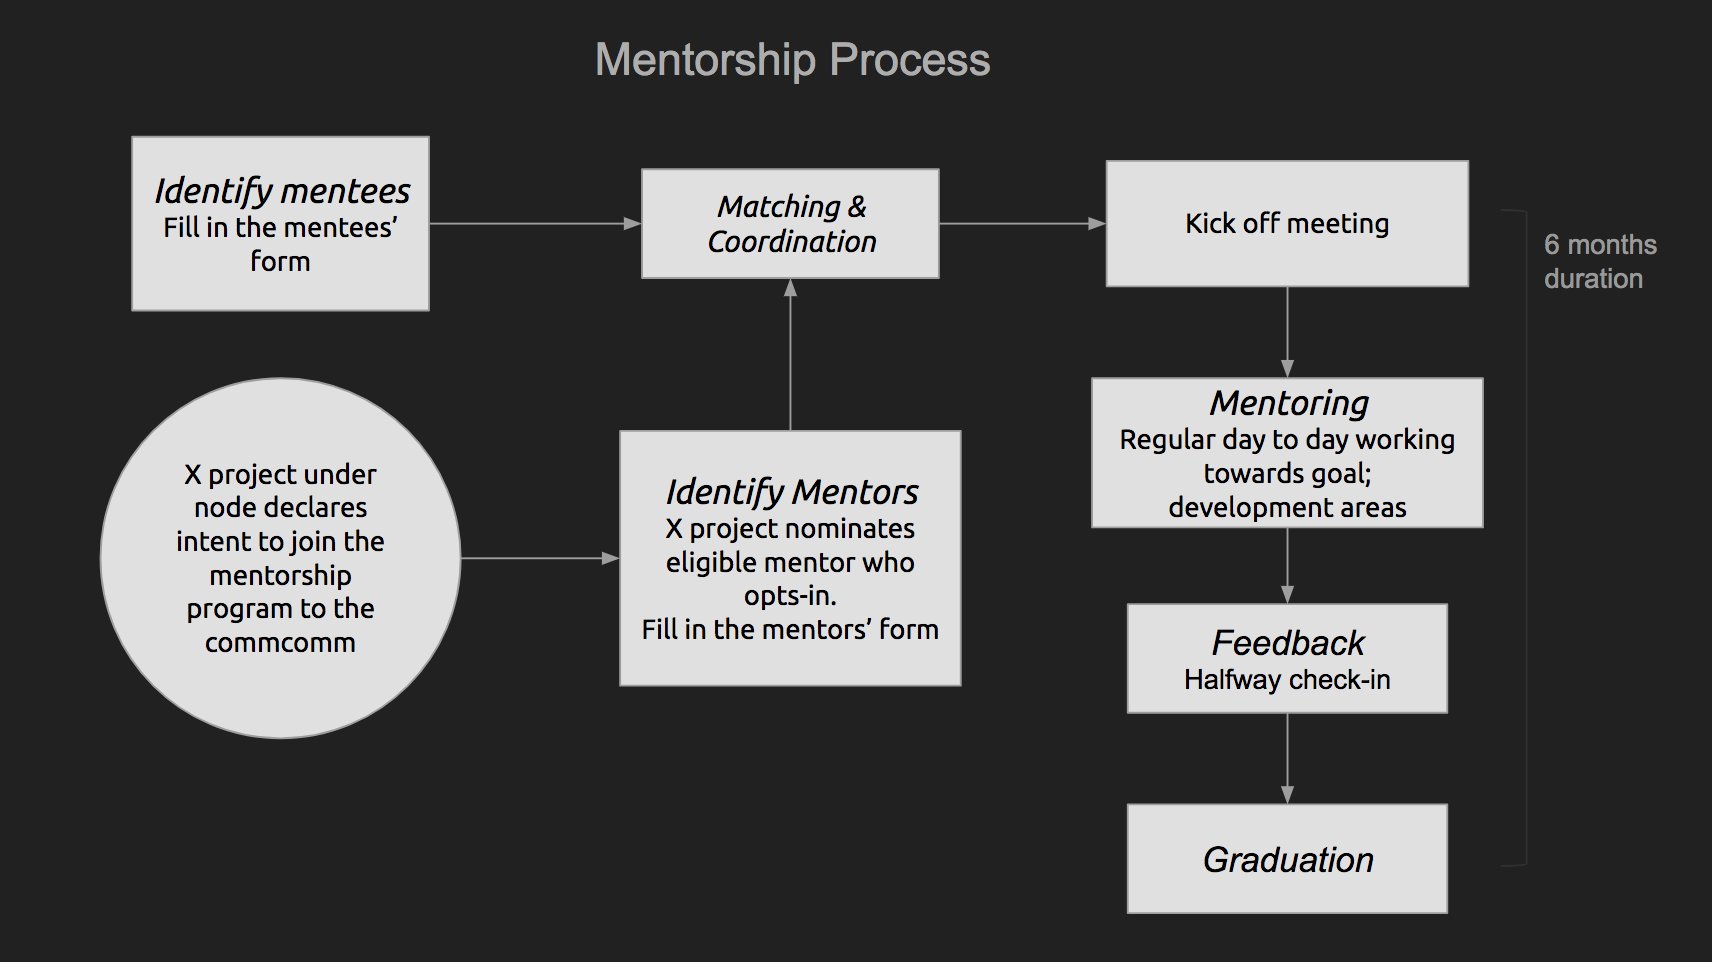 Mentorship Process
Identify mentees
Fill in the mentees’
form
Matching &
Coordination
Kick off meeting
6 months
duration
X project under
node declares
intent to join the
mentorship
program to the
commcomm
Identify Mentors
X project nominates
eligible mentor who
opts-in.
Fill in the mentors’ form
Mentoring
Regular day to day working
towards goal;
development areas
Feedback
Halfway check-in
Graduation